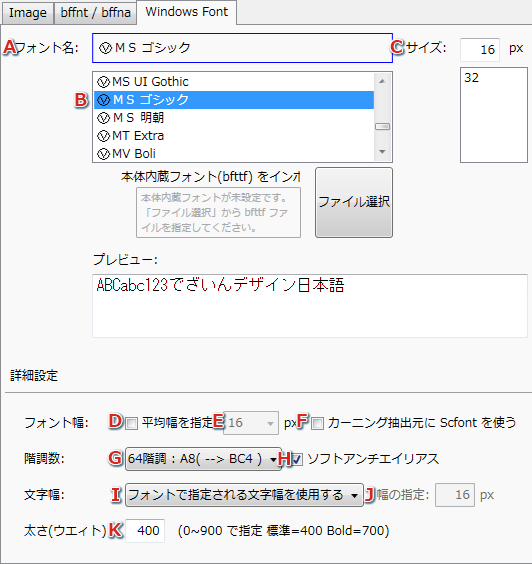 Image bffnt / bffna Windows Font
A フォント名: ＭＳ ゴシック C サイズ: 16 px
MS UI Gothic 32
B ＭＳ ゴシック
ＭＳ 明朝
MT Extra
MV Boli
本体内蔵フォント(bfttf) をインポ
本体内蔵フォントが未設定です。
「ファイル選択」から bfttf ファ
イルを指定してください。
ファイル選択
プレビュー:
ABCabc123でざいんデザイン日本語
詳細設定
フォント幅: D 平均幅を指定 E 16 px F カーニング抽出元に Scfont を使う
階調数: G 64階調 : A8( --> BC4 ) H ソフトアンチエイリアス
文字幅: I フォントで指定される文字幅を使用する J 幅の指定: 16 px
太さ(ウエィト) K 400 (0~900 で指定 標準=400 Bold=700)